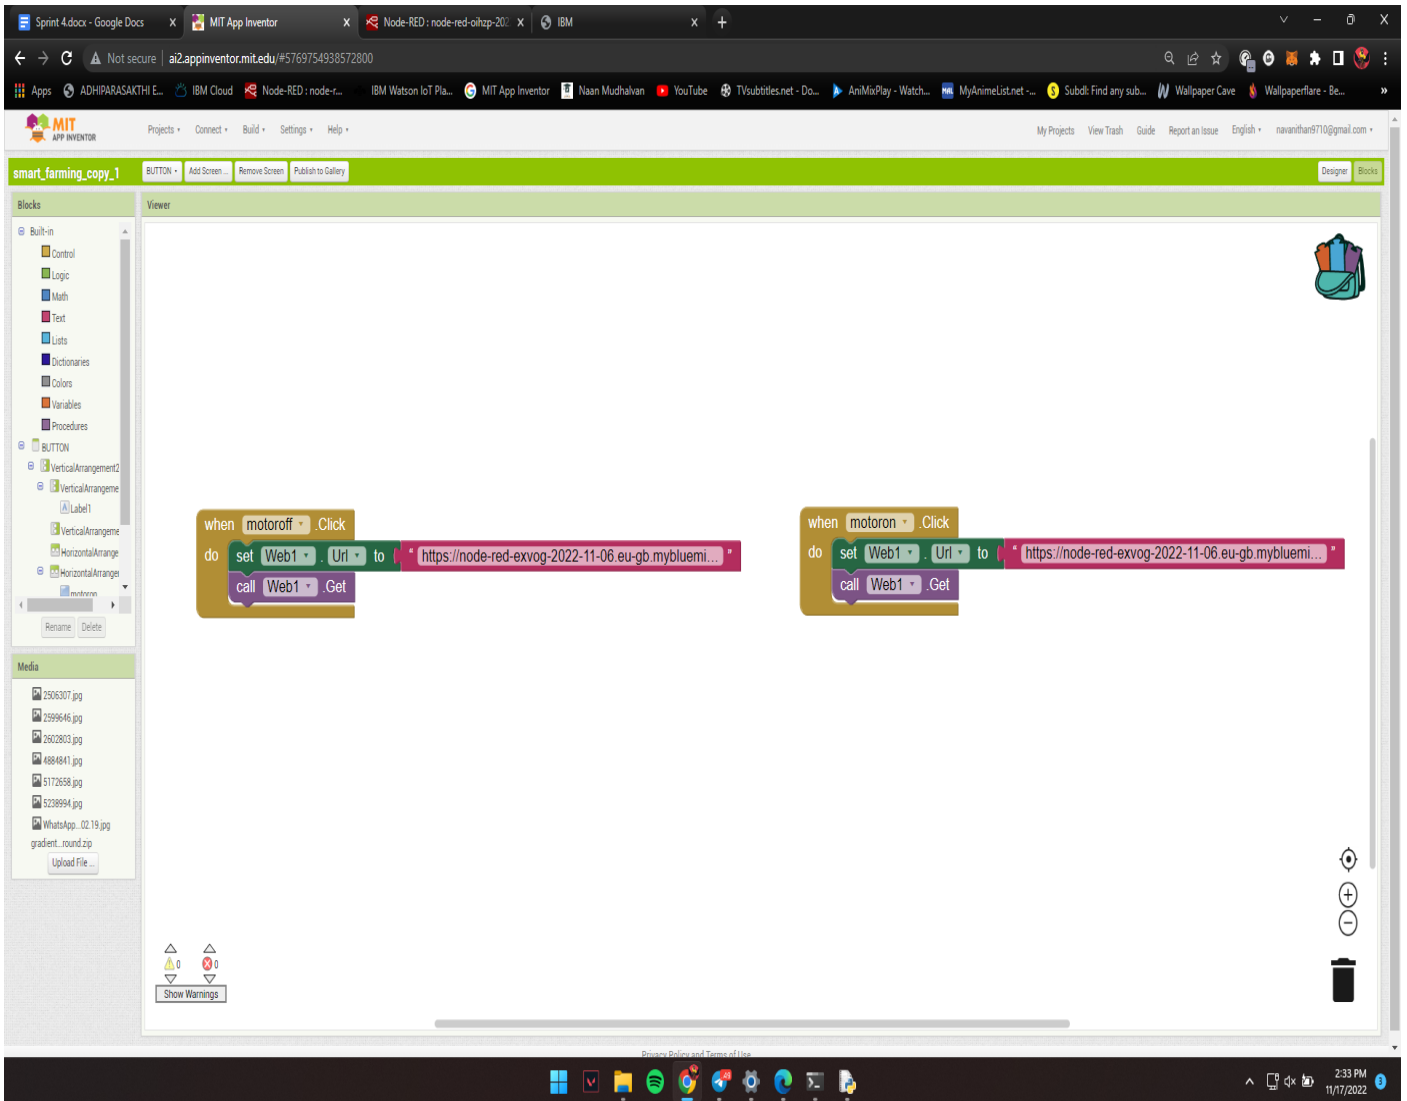 Sprint 4.docx - Google Docs
MIT App Inventor
Node-RED : node-red-oihzp-202
IBM
Not secure | ai2.appinventor.mit.edu/#5769754938572800
Apps ADHIPARASAKTHI E... IBM Cloud Node-RED : node-r... IBM Watson IoT Pla... MIT App Inventor Naan Mudhalvan YouTube TVsubtitles.net - Do... AniMixPlay - Watch... MyAnimeList.net -... Subdl: Find any sub... Wallpaper Cave Wallpaperflare - Be... »
MIT
APP INVENTOR
Projects Connect Build Settings Help
My Projects View Trash Guide Report an Issue English navanithan9710@gmail.com
smart_farming_copy_1
BUTTON Add Screen ... Remove Screen Publish to Gallery
Designer Blocks
Blocks
Viewer
Built-in
Control
Logic
Math
Text
Lists
Dictionaries
Colors
Variables
Procedures
BUTTON
VerticalArrangement2
VerticalArrangeme
Label1
VerticalArrangeme
HorizontalArrange
HorizontalArranger
motoron
Rename Delete
Media
2506307.jpg
2599646.jpg
2602803.jpg
4884841.jpg
5172658.jpg
5238994.jpg
WhatsApp...02.19.jpg
gradient...round.zip
Upload File ...
when motoroff .Click
do set Web1 . Url to " https://node-red-exvog-2022-11-06.eu-gb.mybluemi... "
call Web1 .Get
when motoron .Click
do set Web1 . Url to " https://node-red-exvog-2022-11-06.eu-gb.mybluemi... "
call Web1 .Get
0 0
Show Warnings
Privacy Policy and Terms of Use
2:33 PM
11/17/2022
3